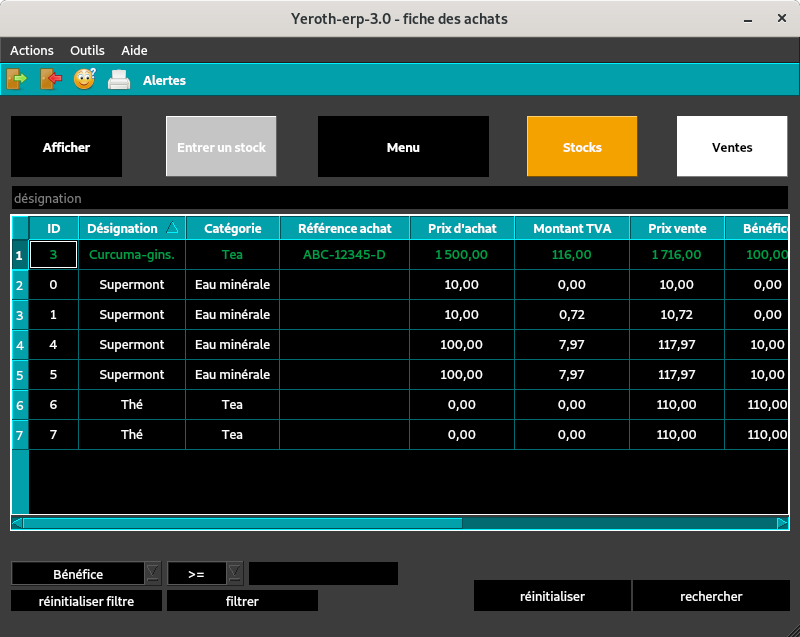 Yeroth-erp-3.0 - fiche des achats
Actions Outils Aide
Alertes
Afficher Entrer un stock Menu Stocks Ventes
désignation
ID Désignation Catégorie Référence achat Prix d'achat Montant TVA Prix vente Bénéfic
1 3 Curcuma-gins. Tea ABC-12345-D 1 500,00 116,00 1 716,00 100,00
2 0 Supermont Eau minérale 10,00 0,00 10,00 0,00
3 1 Supermont Eau minérale 10,00 0,72 10,72 0,00
4 4 Supermont Eau minérale 100,00 7,97 117,97 10,00
5 5 Supermont Eau minérale 100,00 7,97 117,97 10,00
6 6 Thé Tea 0,00 0,00 110,00 110,00
7 7 Thé Tea 0,00 0,00 110,00 110,00
Bénéfice >=
réinitialiser filtre filtrer réinitialiser rechercher